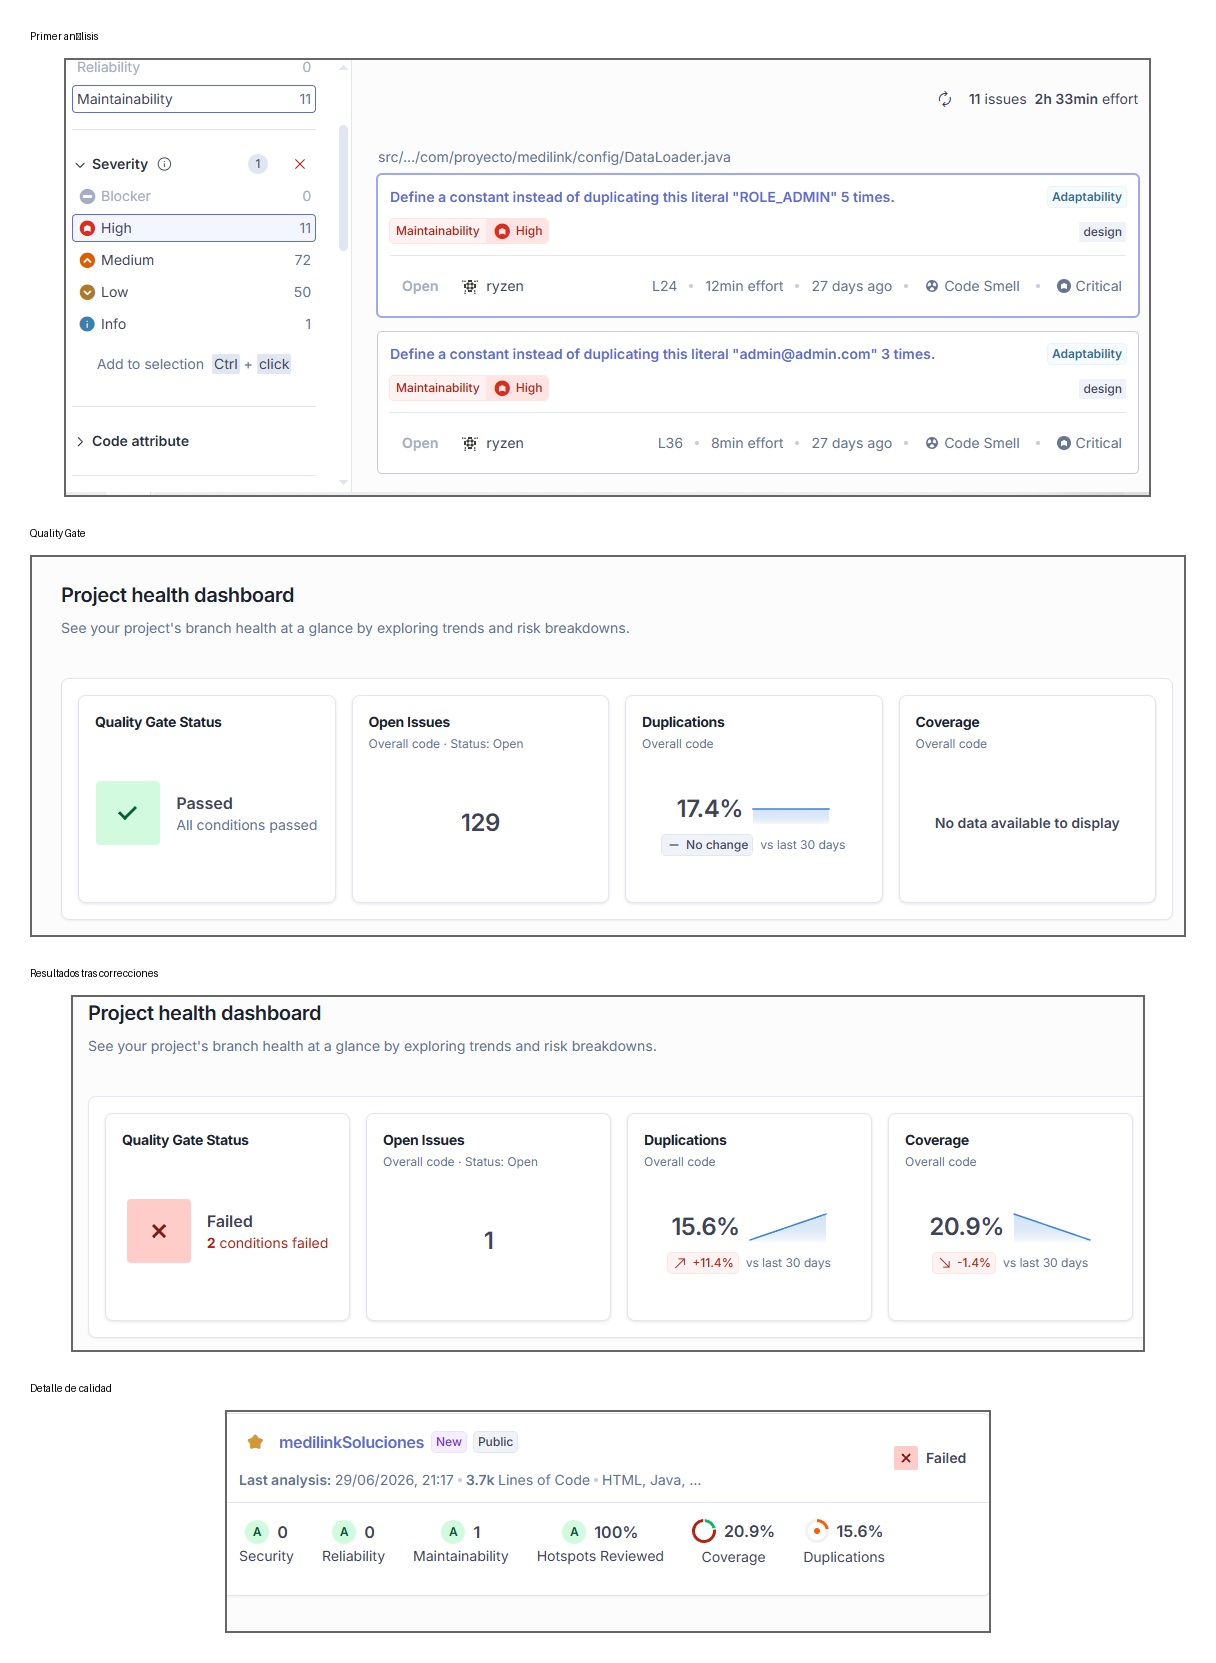 Primer an□lisis
Reliability 0
Maintainability 11
Severity 1
Blocker 0
High 11
Medium 72
Low 50
Info 1
Add to selection Ctrl + click
Code attribute
11 issues 2h 33min effort
src/.../com/proyecto/medilink/config/DataLoader.java
Define a constant instead of duplicating this literal "ROLE_ADMIN" 5 times. Adaptability
Maintainability High design
Open ryzen L24 • 12min effort • 27 days ago • Code Smell • Critical
Define a constant instead of duplicating this literal "admin@admin.com" 3 times. Adaptability
Maintainability High design
Open ryzen L36 • 8min effort • 27 days ago • Code Smell • Critical
Quality Gate
Project health dashboard
See your project's branch health at a glance by exploring trends and risk breakdowns.
Quality Gate Status
Passed
All conditions passed
Open Issues
Overall code · Status: Open
129
Duplications
Overall code
17.4%
No change vs last 30 days
Coverage
Overall code
No data available to display
Resultados tras correcciones
Project health dashboard
See your project's branch health at a glance by exploring trends and risk breakdowns.
Quality Gate Status
Failed
2 conditions failed
Open Issues
Overall code · Status: Open
1
Duplications
Overall code
15.6%
+11.4% vs last 30 days
Coverage
Overall code
20.9%
-1.4% vs last 30 days
Detalle de calidad
medilinkSoluciones New Public
Failed
Last analysis: 29/06/2026, 21:17 • 3.7k Lines of Code • HTML, Java, ...
A 0 A 0 A 1 A 100% 20.9% 15.6%
Security Reliability Maintainability Hotspots Reviewed Coverage Duplications